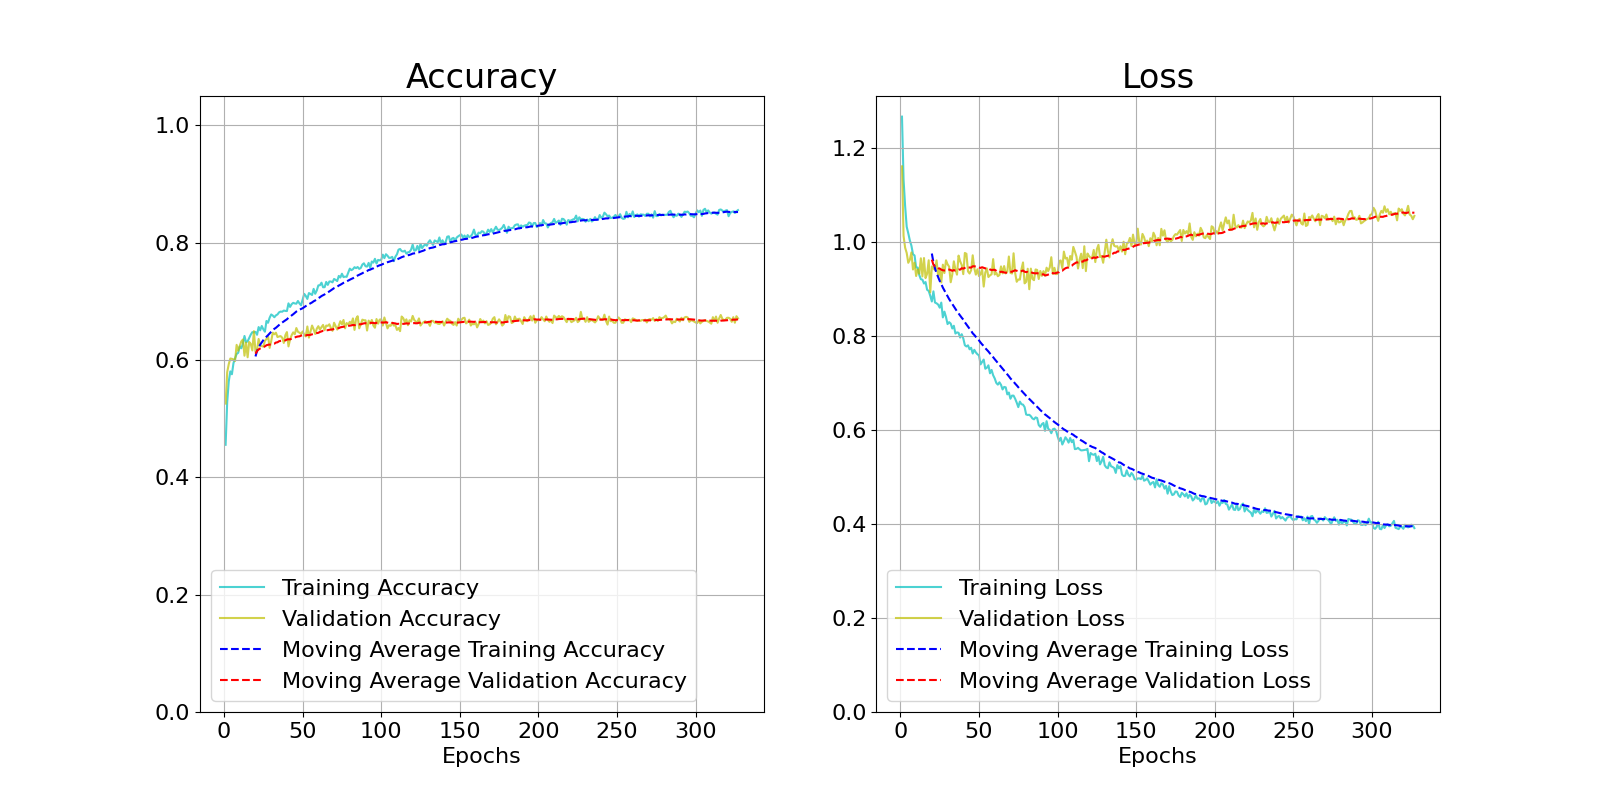 Accuracy
1.0
0.8
0.6
0.4
0.2
0.0
0 50 100 150 200 250 300
Epochs
Training Accuracy
Validation Accuracy
Moving Average Training Accuracy
Moving Average Validation Accuracy
Loss
1.2
1.0
0.8
0.6
0.4
0.2
0.0
0 50 100 150 200 250 300
Epochs
Training Loss
Validation Loss
Moving Average Training Loss
Moving Average Validation Loss